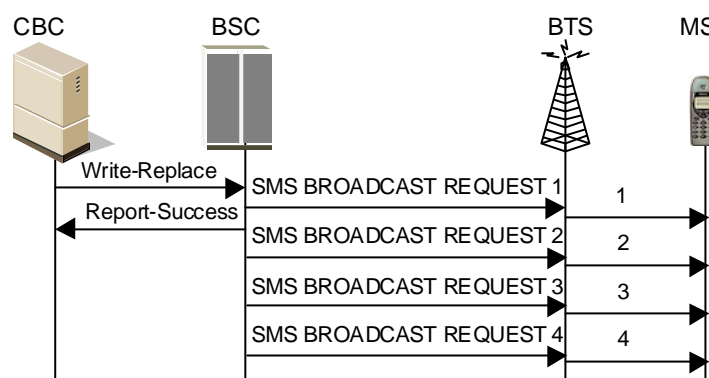 CBC
BSC
BTS
MS
Write-Replace
SMS BROADCAST REQUEST 1
1
Report-Success
SMS BROADCAST REQUEST 2
2
SMS BROADCAST REQUEST 3
3
SMS BROADCAST REQUEST 4
4